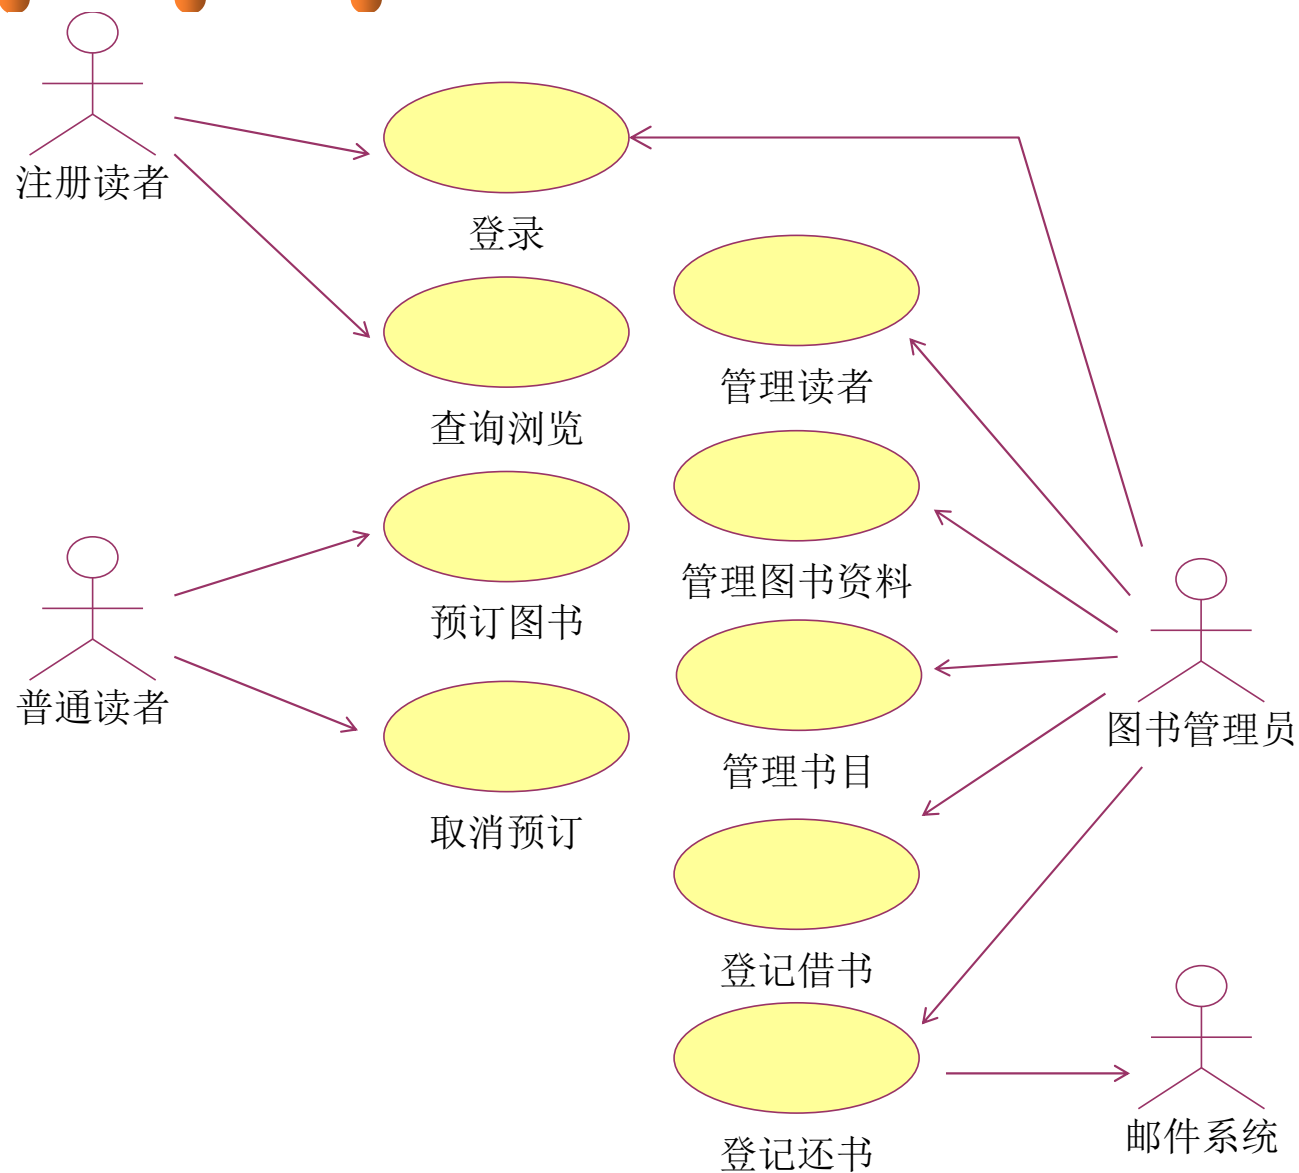 注册读者
登录
管理读者
查询浏览
管理图书资料
预订图书
普通读者
图书管理员
管理书目
取消预订
登记借书
邮件系统
登记还书